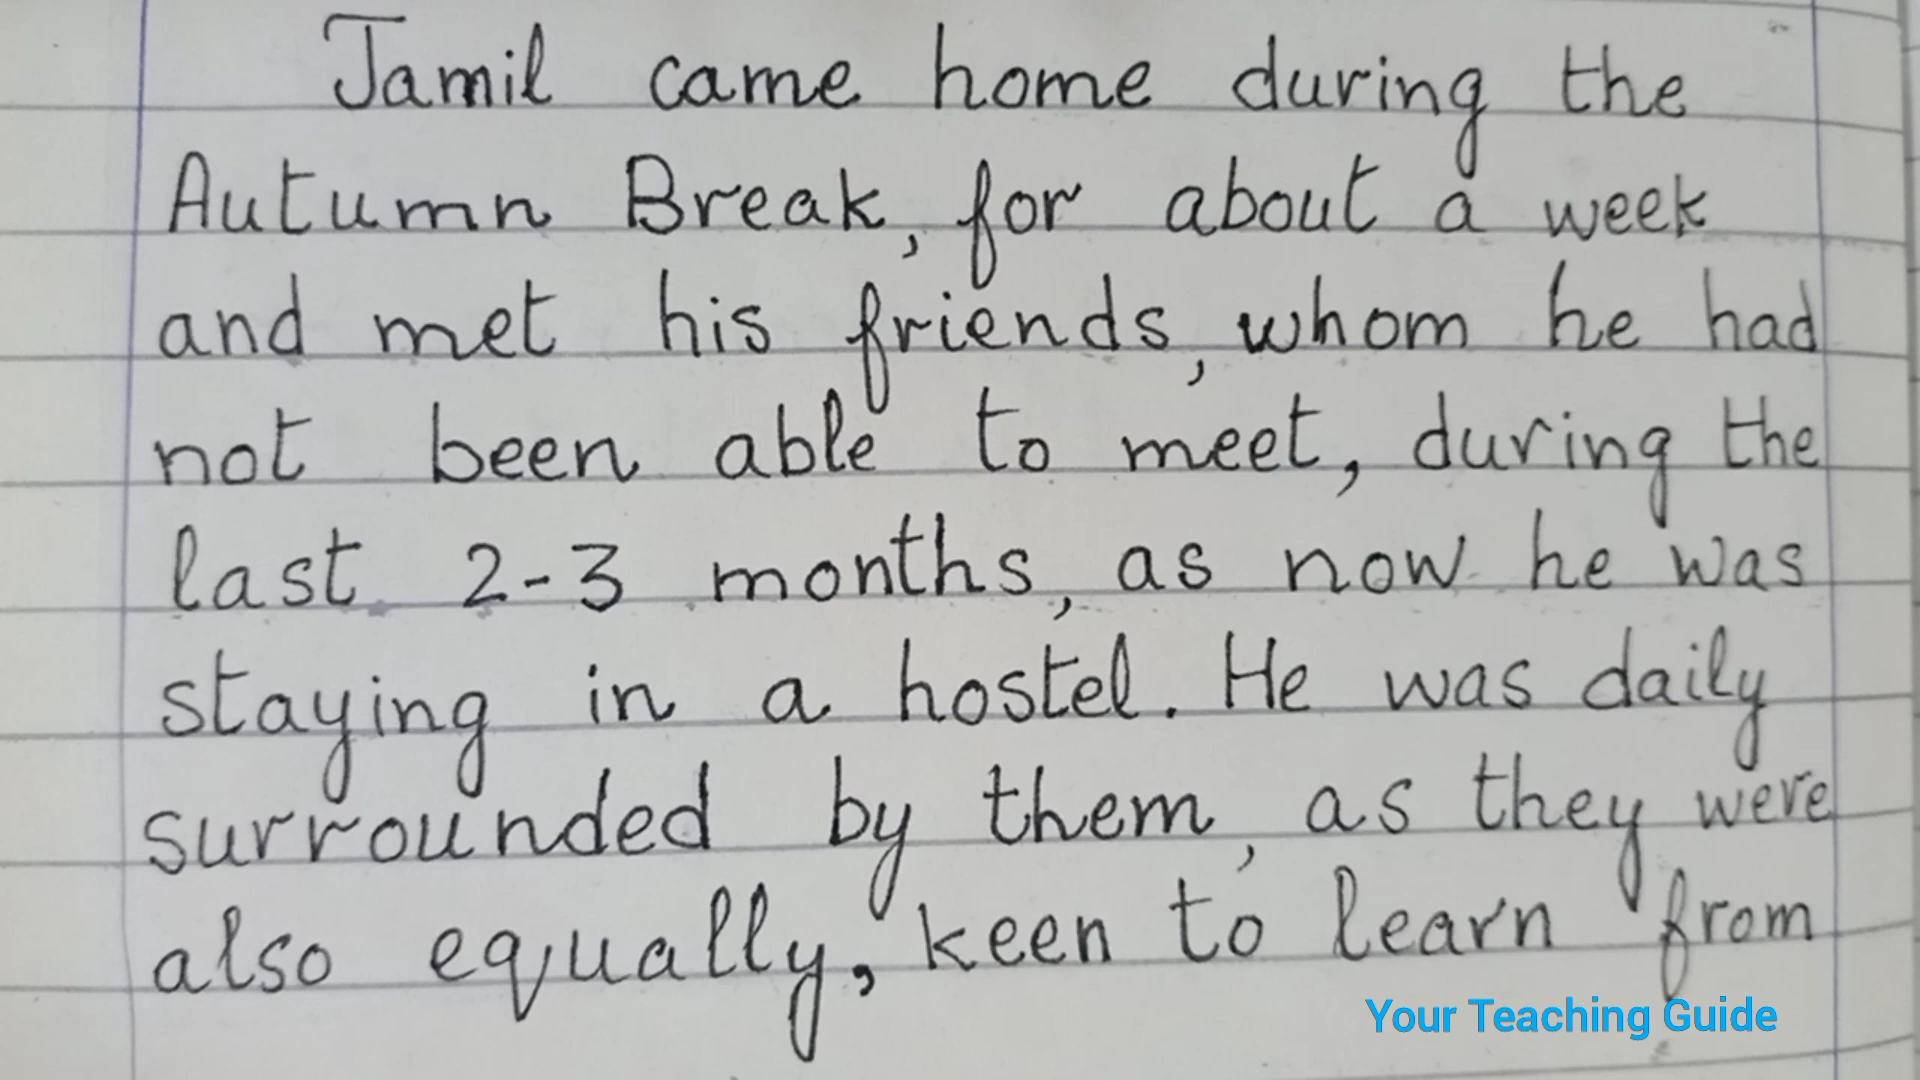 Jamil came home during the
Autumn Break, for about a week
and met his friends, whom he had
not been able to meet, during the
last 2-3 months, as now he was
staying in a hostel. He was daily
surrounded by them, as they were
also equally, keen to learn from
Your Teaching Guide